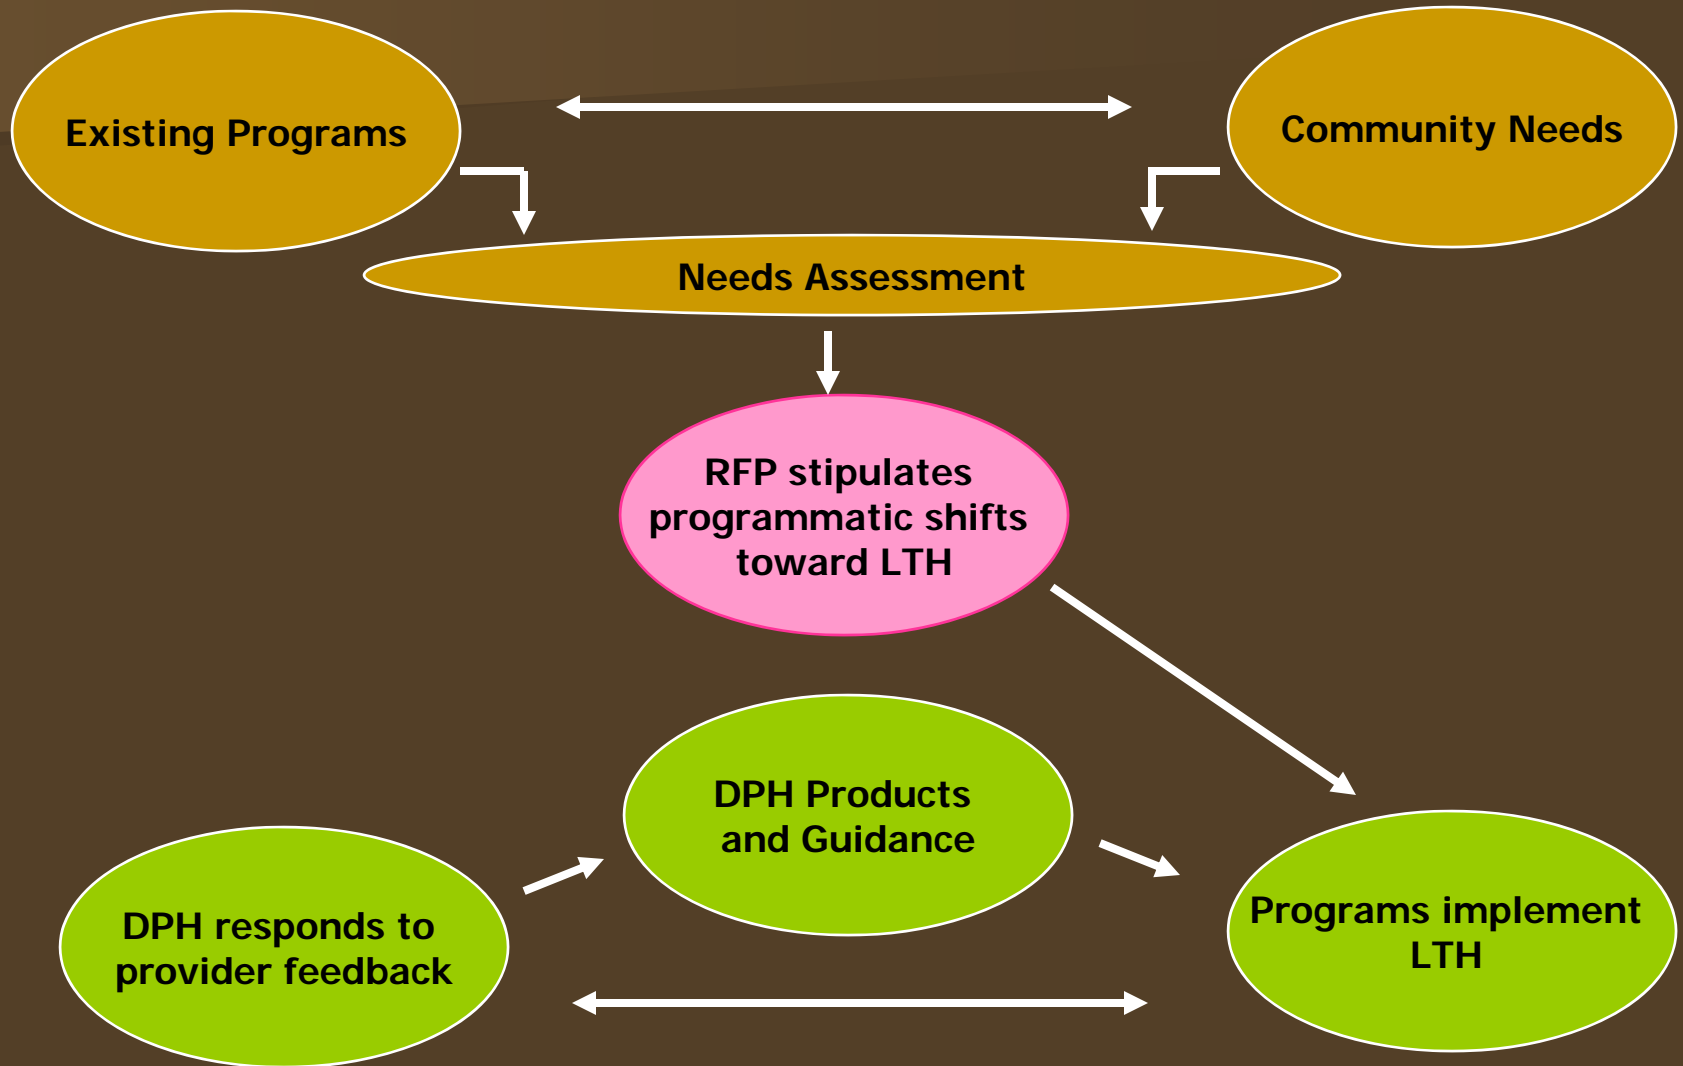 Existing Programs
Community Needs
Needs Assessment
RFP stipulates
programmatic shifts
toward LTH
DPH Products
and Guidance
DPH responds to
provider feedback
Programs implement
LTH